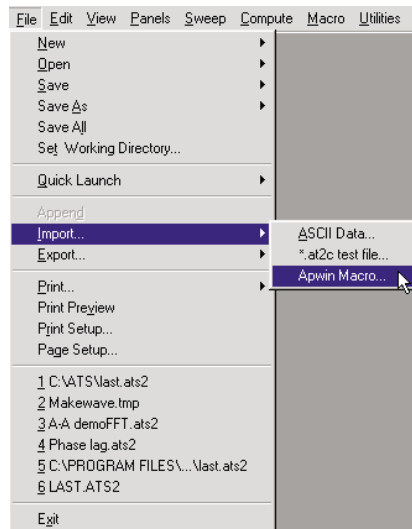 File Edit View Panels Sweep Compute Macro Utilities
New
Open
Save
Save As
Save All
Set Working Directory...
Quick Launch
Append
Import...
Export...
ASCII Data...
*.at2c test file...
Apwin Macro...
Print...
Print Preview
Print Setup...
Page Setup...
1 C:\ATS\last.ats2
2 Makewave.tmp
3 A-A demoFFT.ats2
4 Phase lag.ats2
5 C:\PROGRAM FILES\...\last.ats2
6 LAST.ATS2
Exit